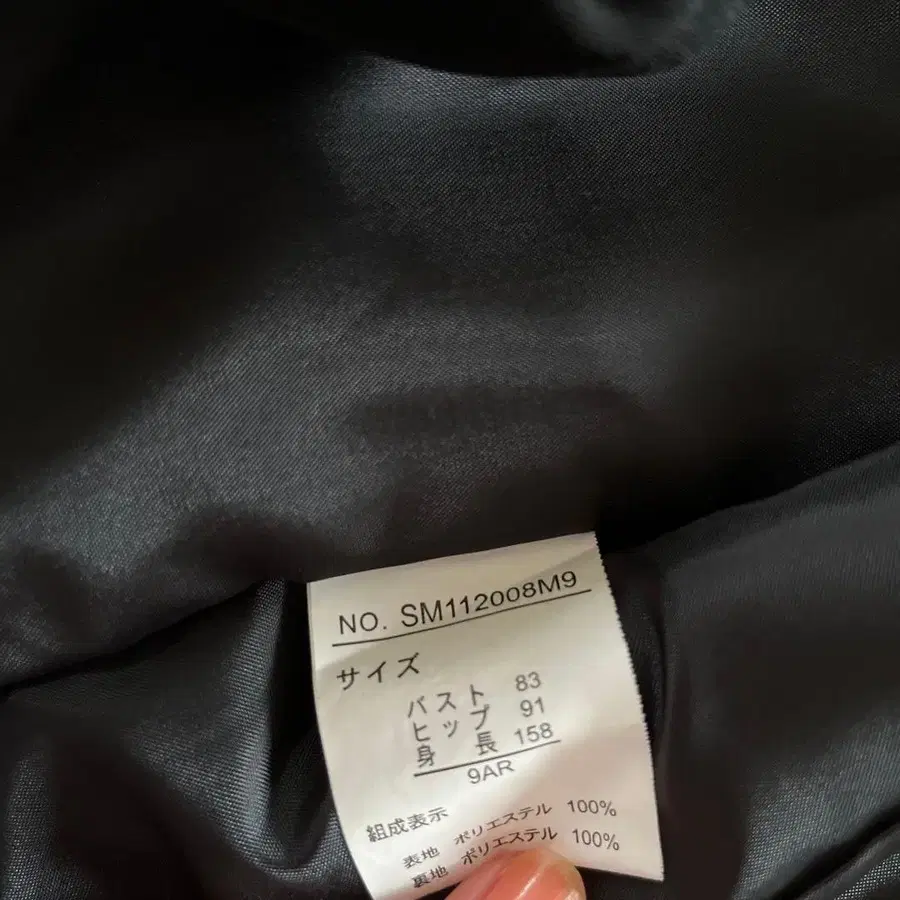 NO. SM112008M9
サイズ
バスト 83
ヒップ 91
身長 158
9AR
組成表示
表地 ポリエステル 100%
裏地 ポリエステル 100%